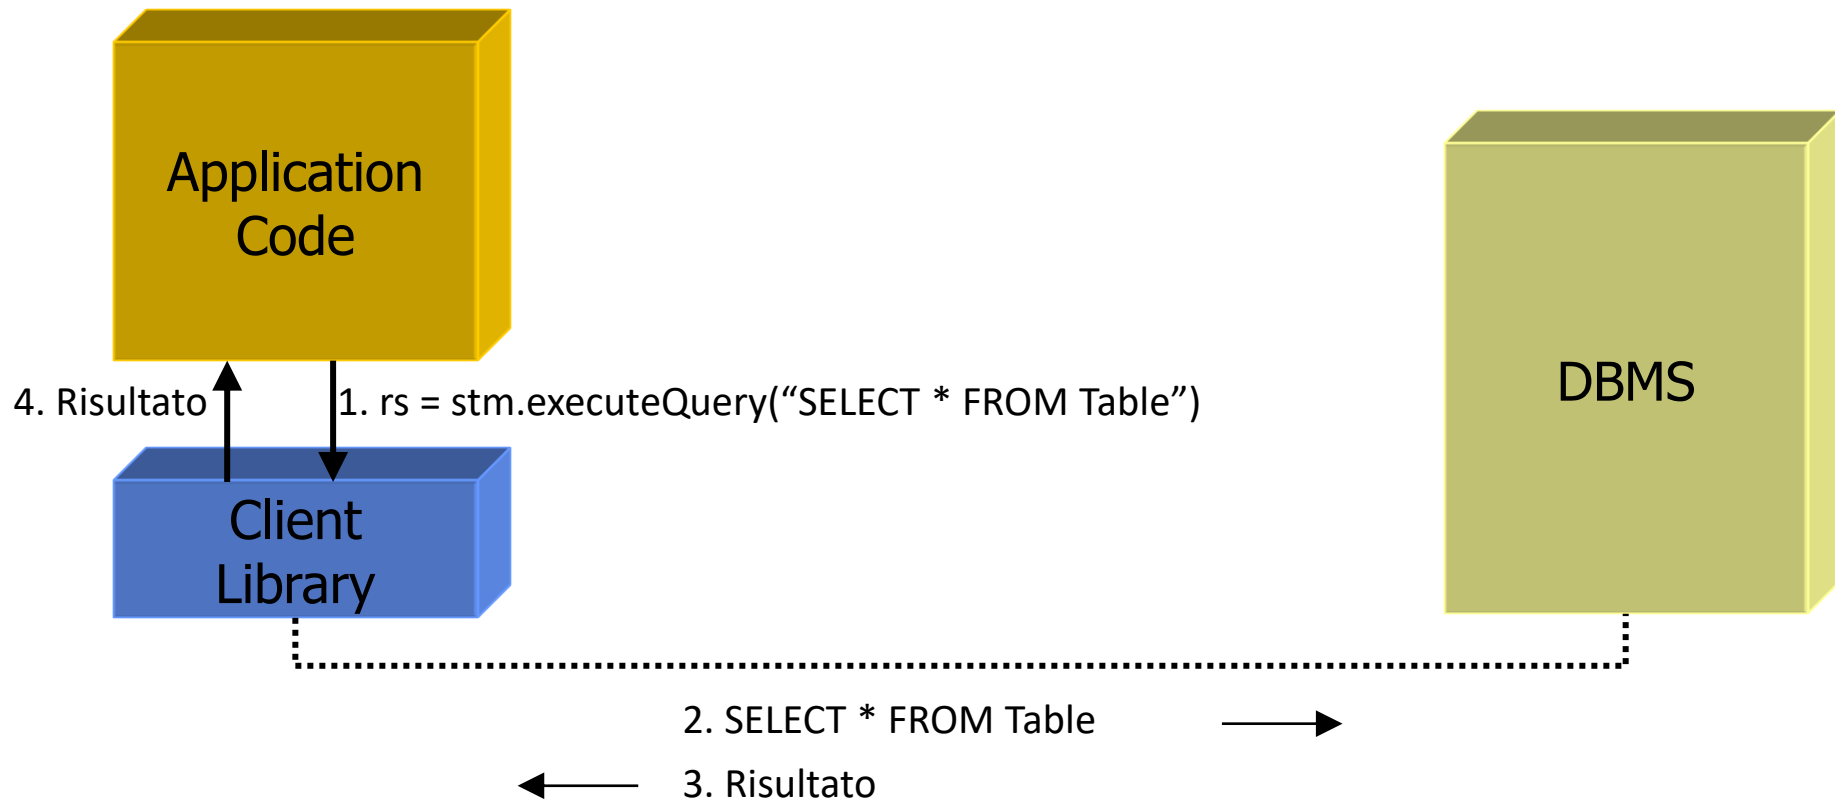 Application
Code
4. Risultato
1. rs = stm.executeQuery(“SELECT * FROM Table”)
DBMS
Client
Library
2. SELECT * FROM Table
3. Risultato